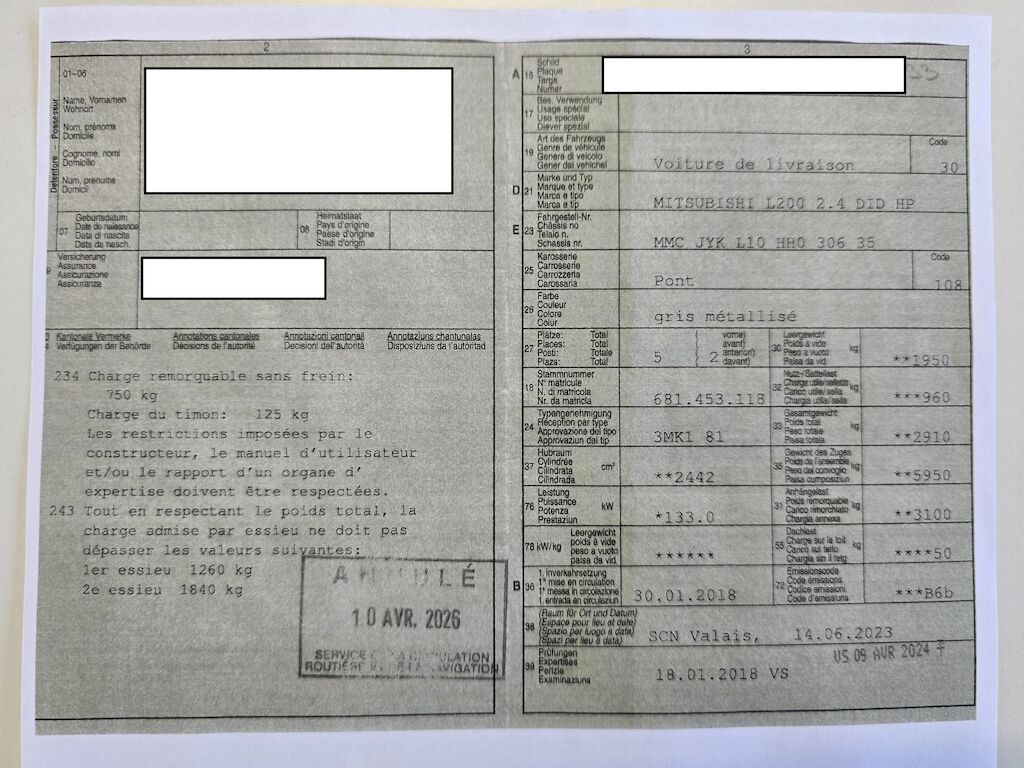 2
01-06
Detentore - Possesseur
Name, Vornamen
Wohnort
Nom, prénoms
Domicile
Cognome, nomi
Domicilio
Num, prenums
Domicil
07
Geburtsdatum
Date de naissance
Data di nascita
Data da nasch.
08
Heimatstaat
Pays d'origine
Paese d'origine
Stadi d'origin
9
Versicherung
Assurance
Assicurazione
Assicuranza
Kantonale Vermerke
Verfügungen der Behörde
Annotations cantonales
Décisions de l'autorité
Annotazioni cantonali
Decisioni dell'autorità
Annotaziuns chantunalas
Disposiziuns da l'autoritad
234 Charge remorquable sans frein:
750 kg
Charge du timon: 125 kg
Les restrictions imposées par le
constructeur, le manuel d'utilisateur
et/ou le rapport d'un organe d'
expertise doivent être respectées.
243 Tout en respectant le poids total, la
charge admise par essieu ne doit pas
dépasser les valeurs suivantes:
1er essieu 1260 kg
2e essieu 1840 kg
ANNULÉ
10 AVR. 2026
SERVICE DE LA CIRCULATION
ROUTIÈRE ET DE LA NAVIGATION
3
A 15
Schild
Plaque
Targa
Numer
17
Bes. Verwendung
Usage spécial
Uso speciale
Diever spezial
19
Art des Fahrzeugs
Genre de véhicule
Genere di veicolo
Gener dal vehichel
Voiture de livraison
Code
30
D 21
Marke und Typ
Marque et type
Marca e tipo
Marca e tip
MITSUBISHI L200 2.4 DID HP
E 23
Fahrgestell-Nr.
Châssis no
Telaio n.
Schassis nr.
MMC JYK L10 HH0 306 35
25
Karosserie
Carrosserie
Carrozzeria
Carossaria
Pont
Code
108
26
Farbe
Couleur
Colore
Colur
gris métallisé
27
Plätze: Total
Places: Total
Posti: Totale
Plazs: Total
5
2
vorne)
avant)
anteriori)
davant)
30
Leergewicht
Poids à vide
Peso a vuoto
Paisa da vid
kg
**1950
18
Stammnummer
N° matricule
N. di matricola
Nr. da matricla
681.453.118
32
Nutz-/Sattellast
Charge utile/sellette
Carico utile/sella
Chargia utila/sella
kg
***960
24
Typengenehmigung
Réception par type
Approvazione del tipo
Approvaziun dal tip
3MK1 81
33
Gesamtgewicht
Poids total
Peso totale
Paisa totala
kg
**2910
37
Hubraum
Cylindrée
Cilindrata
Cilindrada
cm³
**2442
35
Gewicht des Zuges
Poids de l'ensemble
Peso del convoglio
Paisa cumposiziun
kg
**5950
76
Leistung
Puissance
Potenza
Prestaziun
kW
*133.0
31
Anhängelast
Poids remorquable
Carico rimorchiato
Chargia annexa
kg
**3100
78 kW/kg
Leergewicht
poids à vide
peso a vuoto
paisa da vid
******
55
Dachlast
Charge sur le toit
Carico sul tetto
Chargia sin il tetg
kg
****50
B 36
1. Inverkehrsetzung
1re mise en circulation
1a messa in circolazione
1. entrada en circulaziun
30.01.2018
72
Emissionscode
Code émissions
Codice emissioni
Code d'emissiuns
***B6b
38
(Raum für Ort und Datum)
(Espace pour lieu et date)
(Spazio per luogo e data)
(Spazi per lieu e data)
SCN Valais, 14.06.2023
39
Prüfungen
Expertises
Perizie
Examinaziuns
18.01.2018 VS
VS 09 AVR 2024